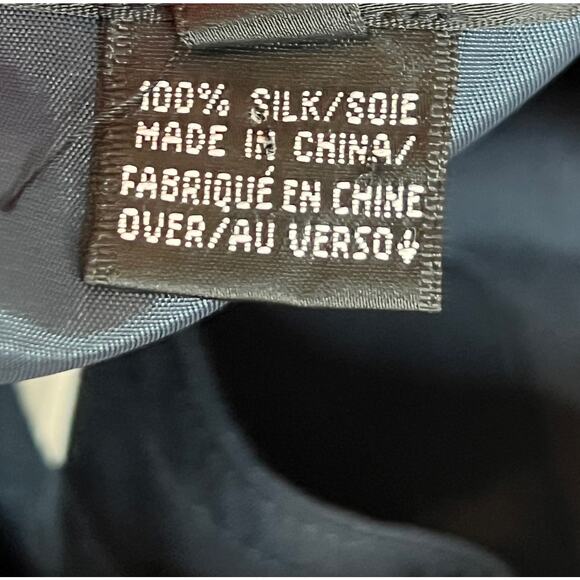 100% SILK/SOIE
MADE IN CHINA/
FABRIQUÉ EN CHINE
OVER/AU VERSO↓